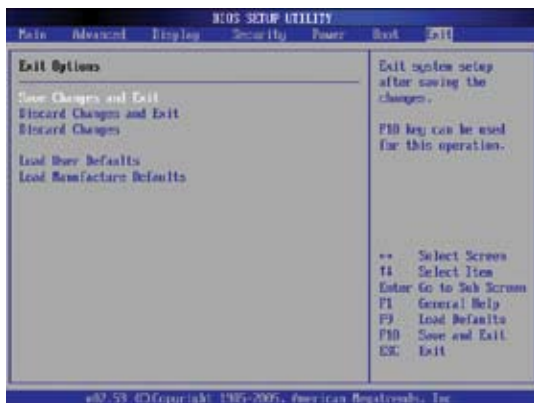 BIOS SETUP UTILITY
Main Advanced Display Security Power Boot Exit
Exit Options
Save Changes and Exit
Discard Changes and Exit
Discard Changes
Load User Defaults
Load Manufacture Defaults
Exit system setup
after saving the
changes.
F10 key can be used
for this operation.
↔ Select Screen
↑↓ Select Item
Enter Go to Sub Screen
F1 General Help
F9 Load Defaults
F10 Save and Exit
ESC Exit
v02.59 (C)Copyright 1985-2005, American Megatrends, Inc.